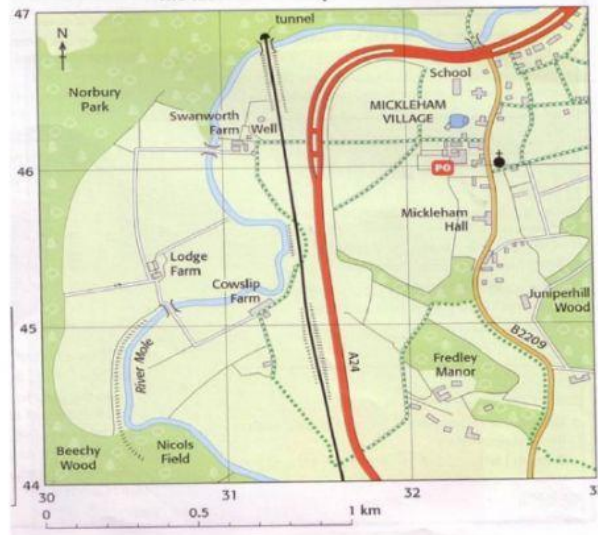 47
tunnel
N
Norbury
Park
School
MICKLEHAM
VILLAGE
Swanworth
Farm
Well
46
PO
Mickleham
Hall
Lodge
Farm
Cowslip
Farm
Juniperhill
Wood
45
River Mole
A24
B2209
Fredley
Manor
Beechy
Wood
Nicols
Field
44
30
31
32
0
0.5
1 km